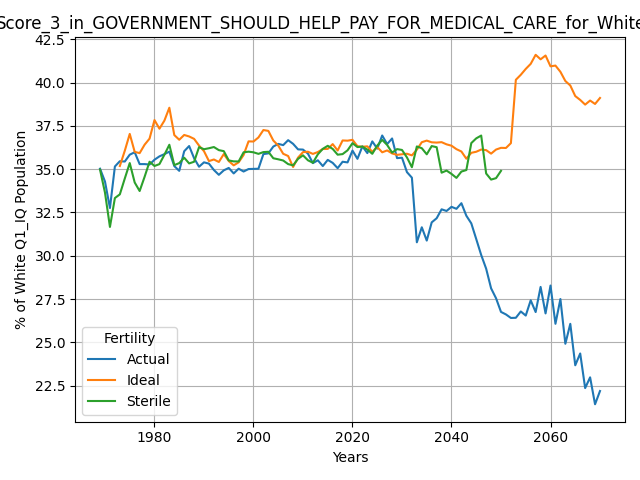 Score_3_in_GOVERNMENT_SHOULD_HELP_PAY_FOR_MEDICAL_CARE_for_White
42.5
40.0
37.5
35.0
32.5
30.0
27.5
25.0
22.5
% of White Q1_IQ Population
Fertility
Actual
Ideal
Sterile
1980
2000
2020
2040
2060
Years